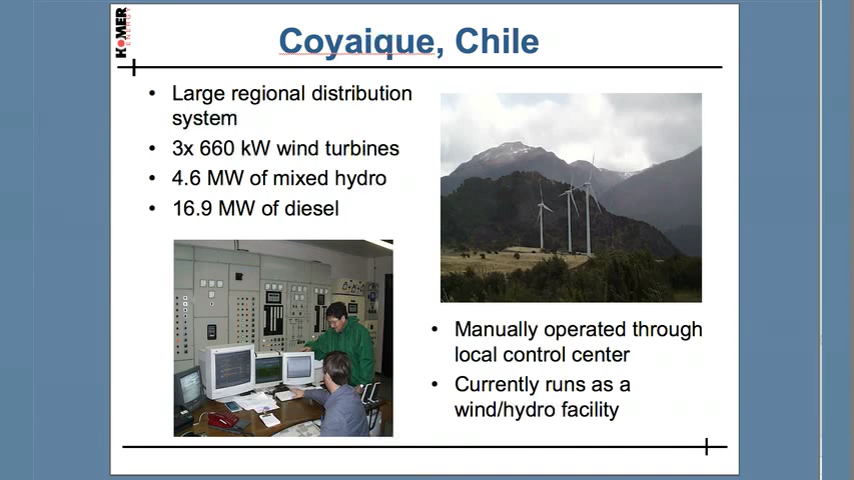 HOMER
ENERGY
Coyaique, Chile
• Large regional distribution
system
• 3x 660 kW wind turbines
• 4.6 MW of mixed hydro
• 16.9 MW of diesel
• Manually operated through
local control center
• Currently runs as a
wind/hydro facility